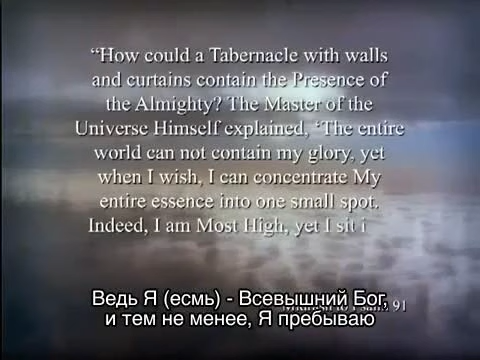 “How could a Tabernacle with walls
and curtains contain the Presence of
the Almighty? The Master of the
Universe Himself explained, ‘The entire
world can not contain my glory, yet
when I wish, I can concentrate My
entire essence into one small spot.
Indeed, I am Most High, yet I sit i
91
Ведь Я (есмь) - Всевышний Бог,
и тем не менее, Я пребываю